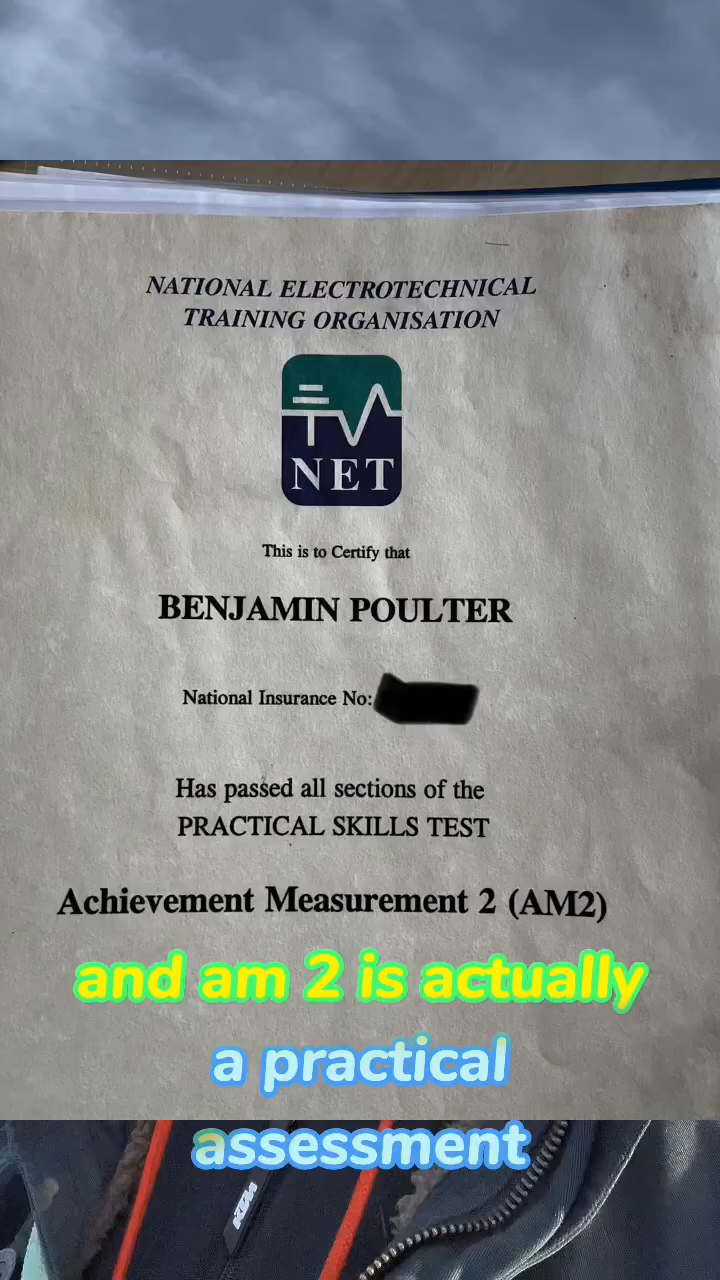 NATIONAL ELECTROTECHNICAL
TRAINING ORGANISATION
NET
This is to Certify that
BENJAMIN POULTER
National Insurance No:
Has passed all sections of the
PRACTICAL SKILLS TEST
Achievement Measurement 2 (AM2)
and am 2 is actually
a practical
assessment
KTM